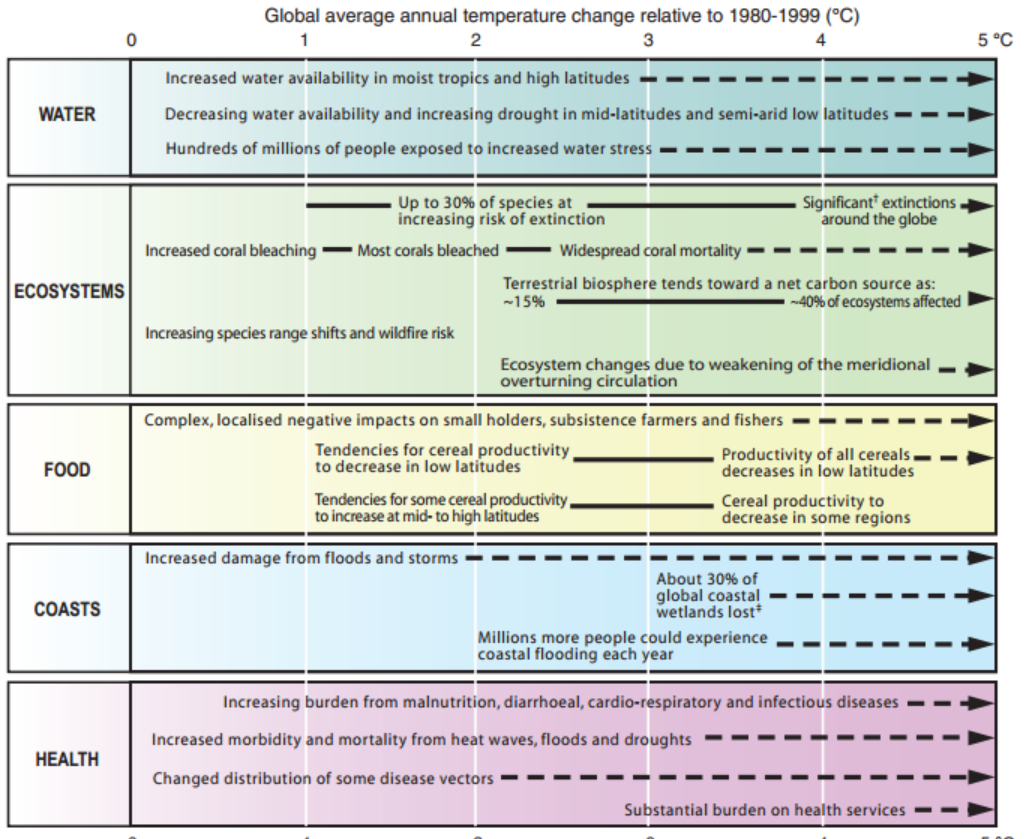 Global average annual temperature change relative to 1980-1999 (°C)
0 1 2 3 4 5 °C
WATER
Increased water availability in moist tropics and high latitudes
Decreasing water availability and increasing drought in mid-latitudes and semi-arid low latitudes
Hundreds of millions of people exposed to increased water stress
ECOSYSTEMS
Up to 30% of species at
increasing risk of extinction
Significant† extinctions
around the globe
Increased coral bleaching Most corals bleached Widespread coral mortality
Terrestrial biosphere tends toward a net carbon source as:
~15% ~40% of ecosystems affected
Increasing species range shifts and wildfire risk
Ecosystem changes due to weakening of the meridional
overturning circulation
FOOD
Complex, localised negative impacts on small holders, subsistence farmers and fishers
Tendencies for cereal productivity
to decrease in low latitudes
Productivity of all cereals
decreases in low latitudes
Tendencies for some cereal productivity
to increase at mid- to high latitudes
Cereal productivity to
decrease in some regions
COASTS
Increased damage from floods and storms
About 30% of
global coastal
wetlands lost‡
Millions more people could experience
coastal flooding each year
HEALTH
Increasing burden from malnutrition, diarrhoeal, cardio-respiratory and infectious diseases
Increased morbidity and mortality from heat waves, floods and droughts
Changed distribution of some disease vectors
Substantial burden on health services